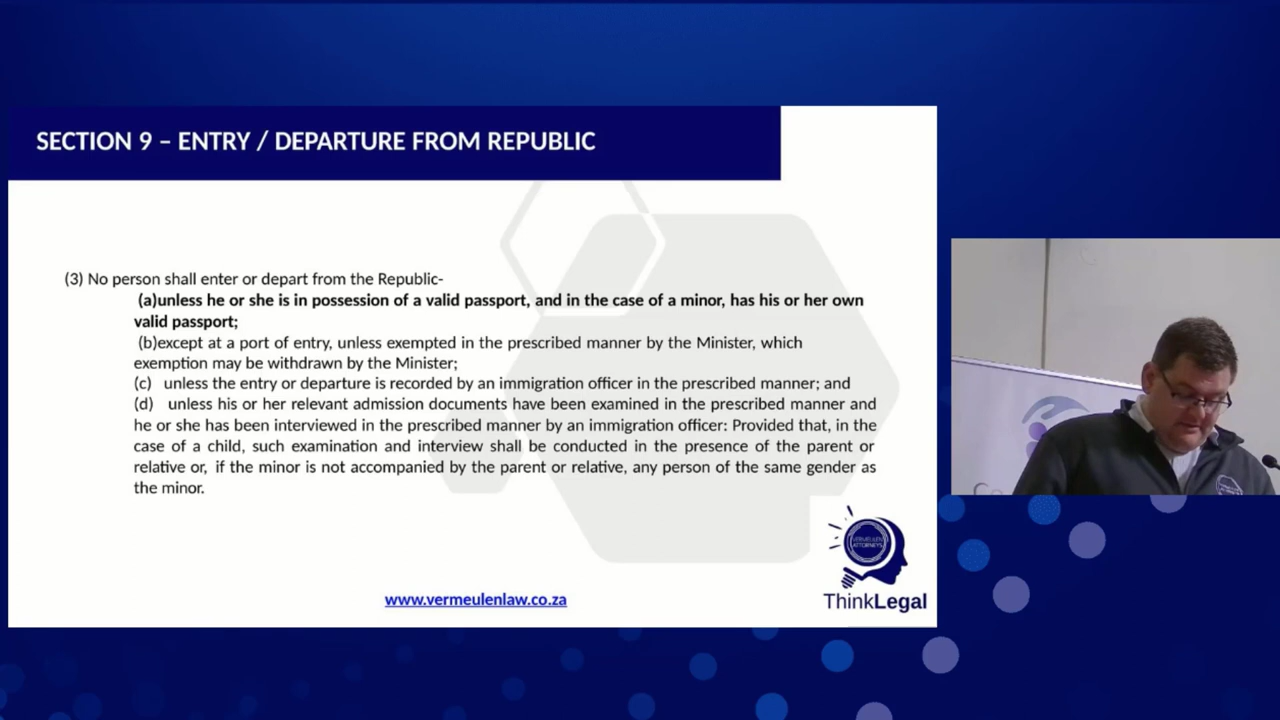 SECTION 9 – ENTRY / DEPARTURE FROM REPUBLIC
(3) No person shall enter or depart from the Republic-
(a)unless he or she is in possession of a valid passport, and in the case of a minor, has his or her own
valid passport;
(b)except at a port of entry, unless exempted in the prescribed manner by the Minister, which
exemption may be withdrawn by the Minister;
(c) unless the entry or departure is recorded by an immigration officer in the prescribed manner; and
(d) unless his or her relevant admission documents have been examined in the prescribed manner and
he or she has been interviewed in the prescribed manner by an immigration officer: Provided that, in the
case of a child, such examination and interview shall be conducted in the presence of the parent or
relative or, if the minor is not accompanied by the parent or relative, any person of the same gender as
the minor.
VERMEULEN
ATTORNEYS
ThinkLegal
www.vermeulenlaw.co.za